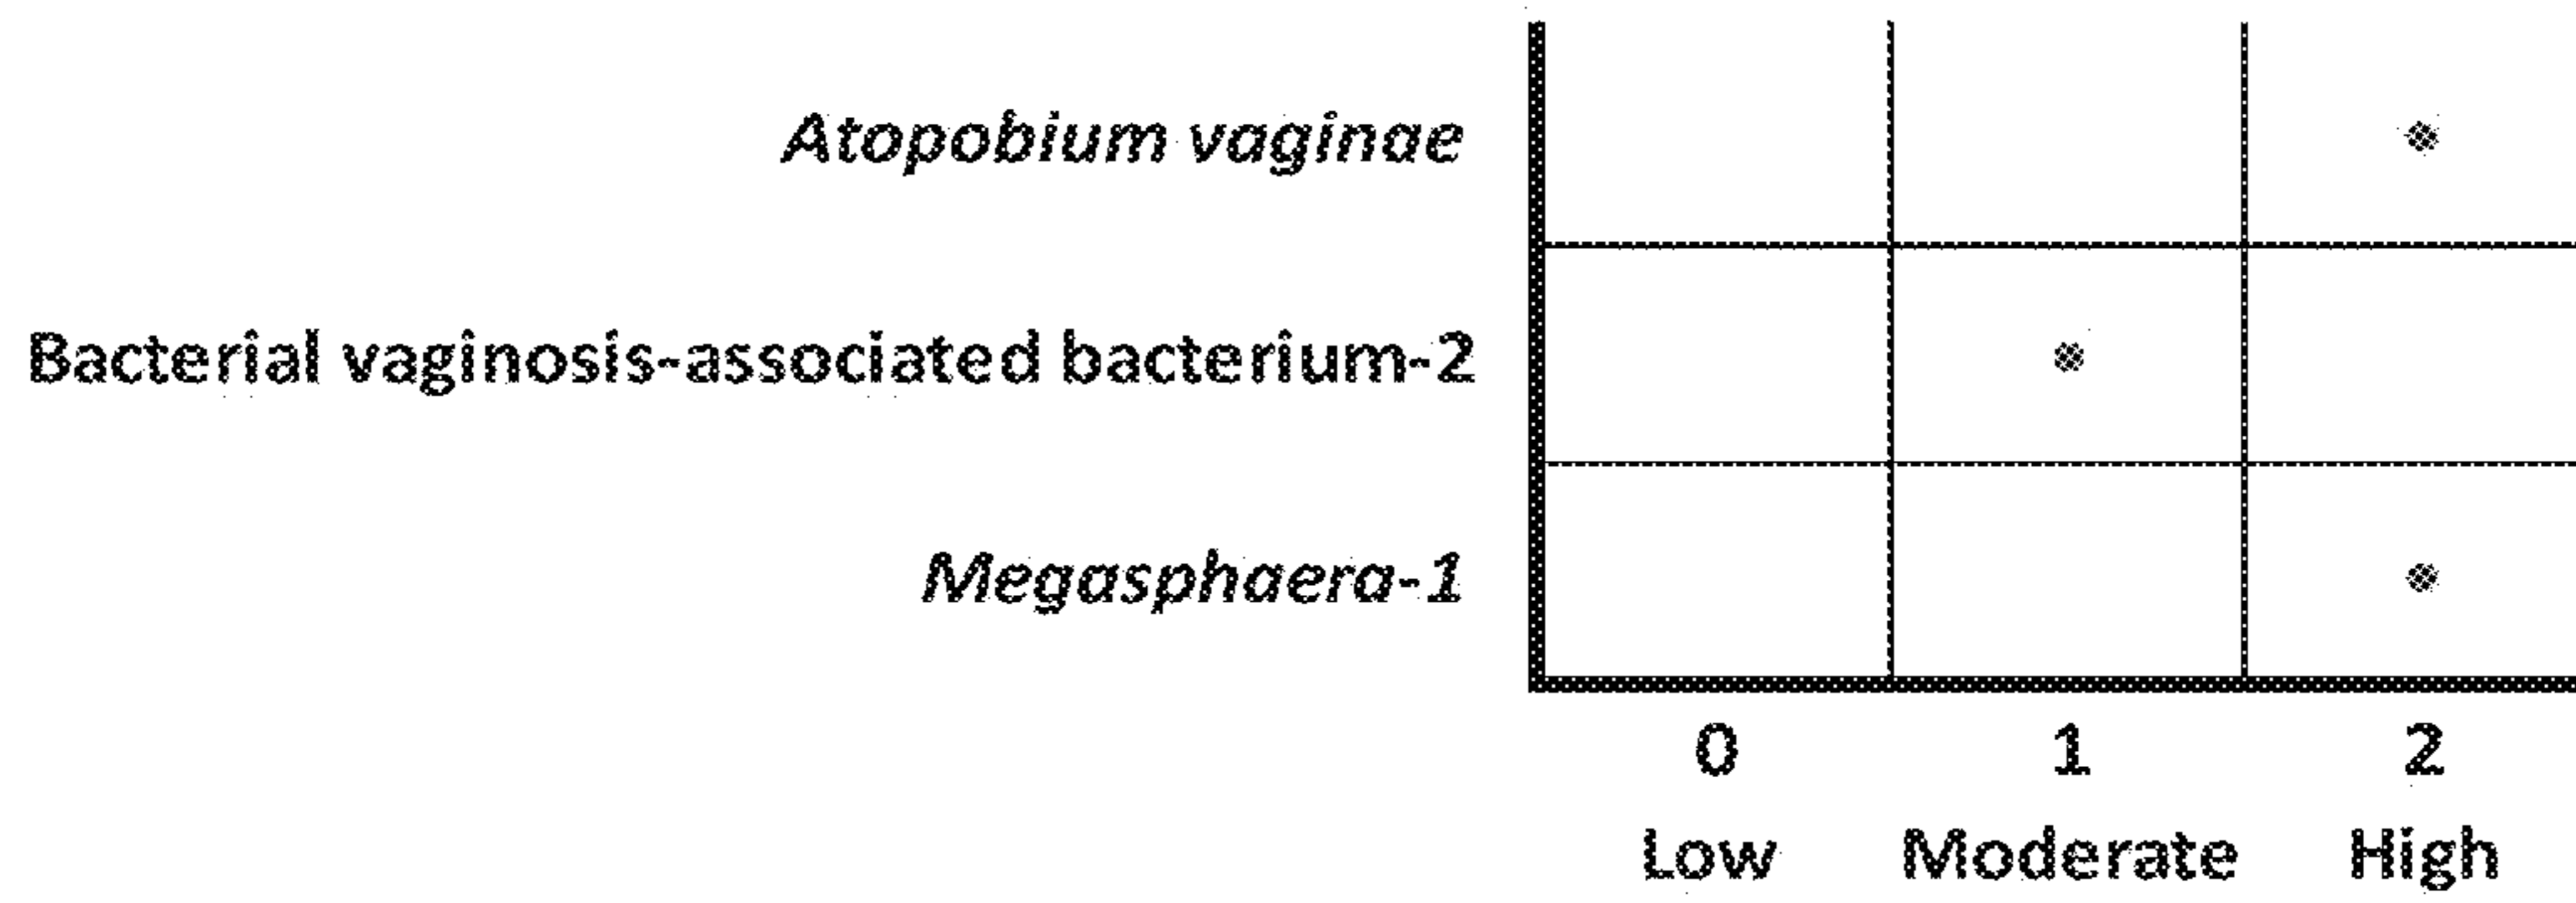 Atopobium vaginae
Bacterial vaginosis-associated bacterium-2
Megasphaera-1
0 1 2
Low Moderate High